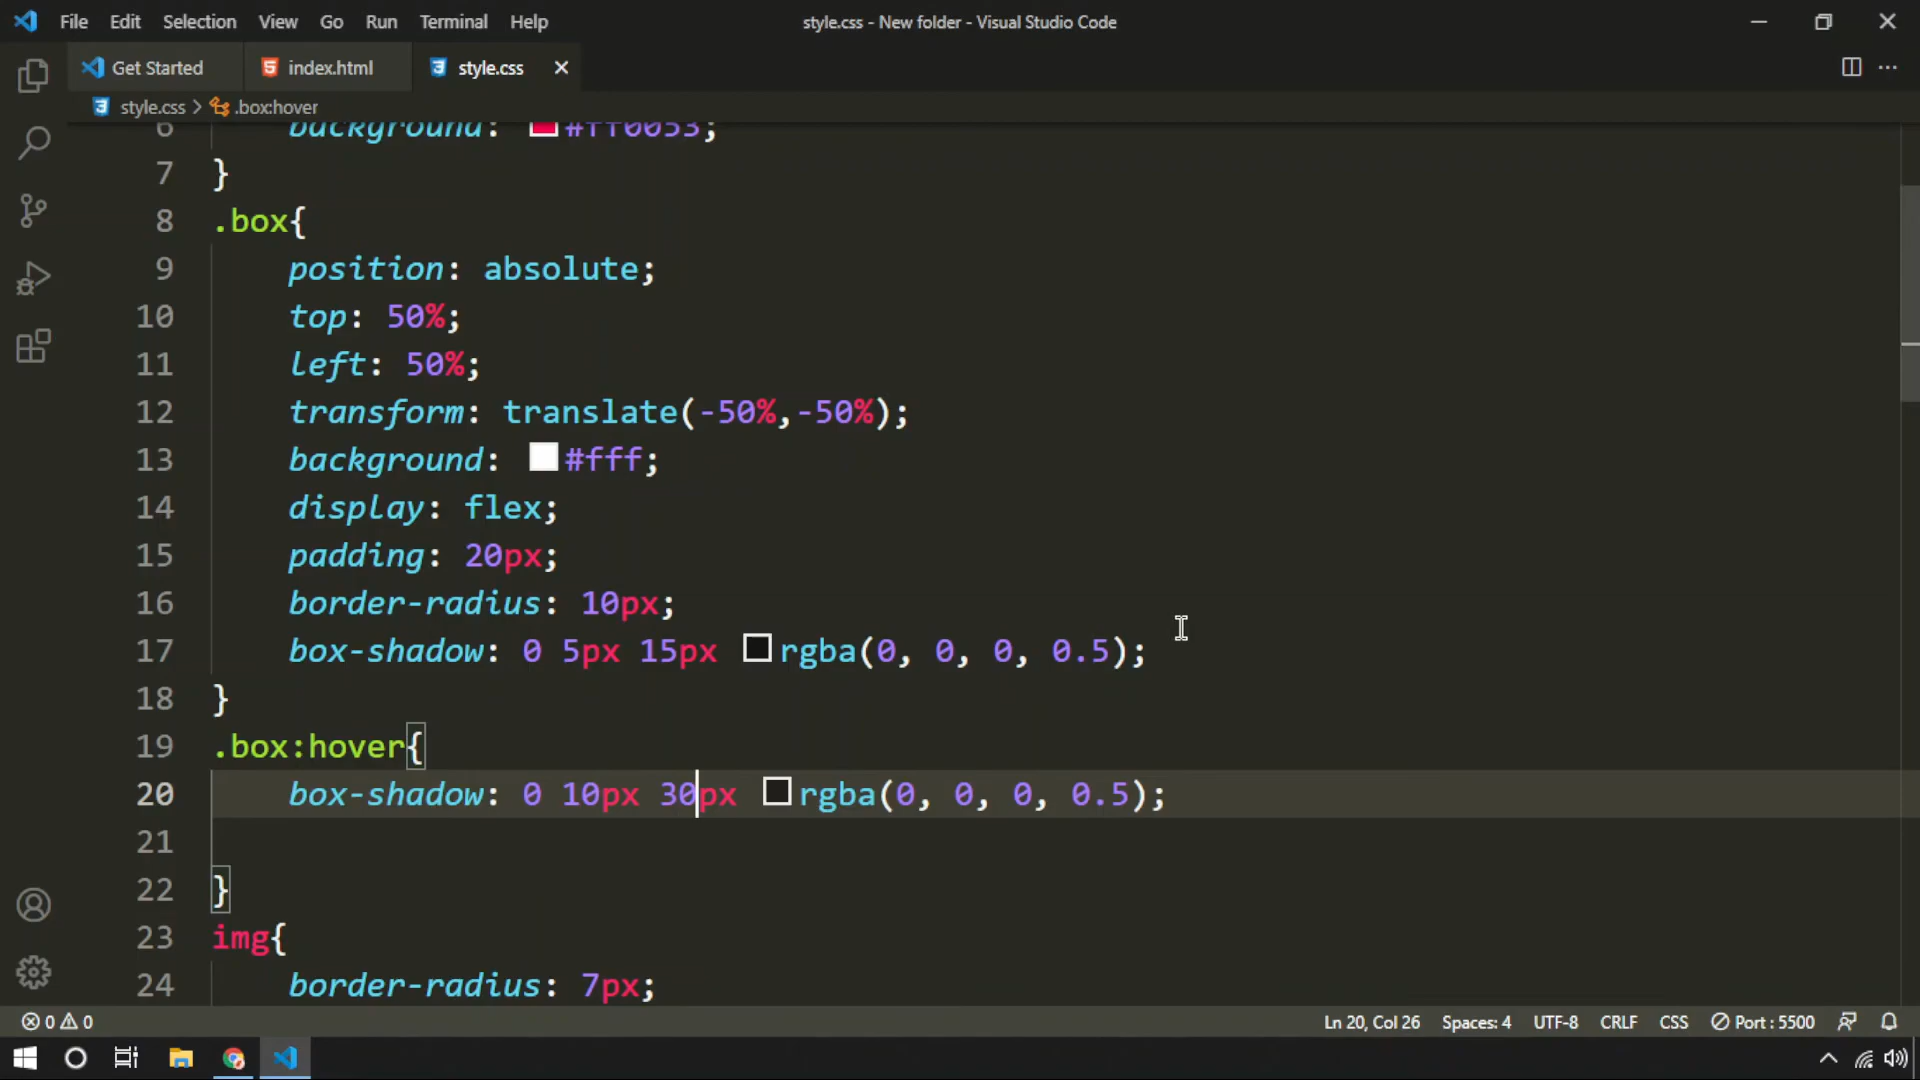 File Edit Selection View Go Run Terminal Help
style.css - New folder - Visual Studio Code
Get Started
index.html
style.css
style.css > .box:hover
6 background: #ff0053;
7 }
8 .box{
9 position: absolute;
10 top: 50%;
11 left: 50%;
12 transform: translate(-50%,-50%);
13 background: #fff;
14 display: flex;
15 padding: 20px;
16 border-radius: 10px;
17 box-shadow: 0 5px 15px rgba(0, 0, 0, 0.5);
18 }
19 .box:hover{
20 box-shadow: 0 10px 30px rgba(0, 0, 0, 0.5);
21
22 }
23 img{
24 border-radius: 7px;
0 0
Ln 20, Col 26 Spaces: 4 UTF-8 CRLF CSS Port : 5500